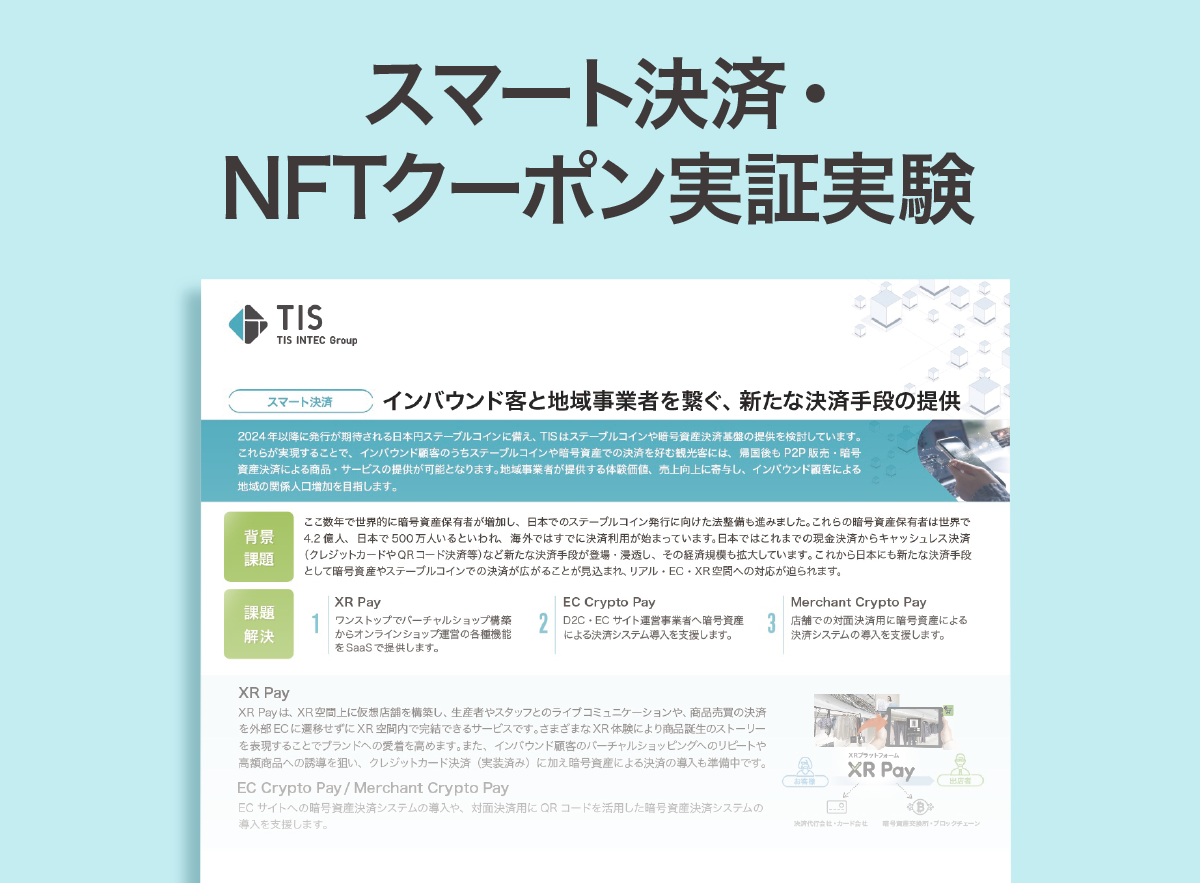 スマート決済・
NFTクーポン実証実験
TIS
TIS INTEC Group
スマート決済
インバウンド客と地域事業者を繋ぐ、新たな決済手段の提供
2024年以降に発行が期待される日本円ステーブルコインに備え、TISはステーブルコインや暗号資産決済基盤の提供を検討しています。
これらが実現することで、インバウンド顧客のうちステーブルコインや暗号資産での決済を好む観光客には、帰国後もP2P販売・暗号
資産決済による商品・サービスの提供が可能となります。地域事業者が提供する体験価値、売上向上に寄与し、インバウンド顧客による
地域の関係人口増加を目指します。
背景
課題
ここ数年で世界的に暗号資産保有者が増加し、日本でのステーブルコイン発行に向けた法整備も進みました。これらの暗号資産保有者は世界で
4.2億人、日本で500万人いるといわれ、海外ではすでに決済利用が始まっています。日本ではこれまでの現金決済からキャッシュレス決済
（クレジットカードやQRコード決済等）など新たな決済手段が登場・浸透し、その経済規模も拡大しています。これから日本にも新たな決済手段
として暗号資産やステーブルコインでの決済が広がることが見込まれ、リアル・EC・XR空間への対応が迫られます。
課題
解決
1
XR Pay
ワンストップでバーチャルショップ構築
からオンラインショップ運営の各種機能
をSaaSで提供します。
2
EC Crypto Pay
D2C・ECサイト運営事業者へ暗号資産
による決済システム導入を支援します。
3
Merchant Crypto Pay
店舗での対面決済用に暗号資産による
決済システムの導入を支援します。
XR Pay
XR Payは、XR空間上に仮想店舗を構築し、生産者やスタッフとのライブコミュニケーションや、商品売買の決済
を外部ECに遷移せずにXR空間内で完結できるサービスです。さまざまなXR体験により商品誕生のストーリー
を表現することでブランドへの愛着を高めます。また、インバウンド顧客のバーチャルショッピングへのリピートや
高額商品への誘導を狙い、クレジットカード決済（実装済み）に加え暗号資産による決済の導入も準備中です。
EC Crypto Pay / Merchant Crypto Pay
ECサイトへの暗号資産決済システムの導入や、対面決済用にQRコードを活用した暗号資産決済システムの
導入を支援します。
XRプラットフォーム
XR Pay
お客様
出店者
決済代行会社・カード会社
暗号資産交換所・ブロックチェーン